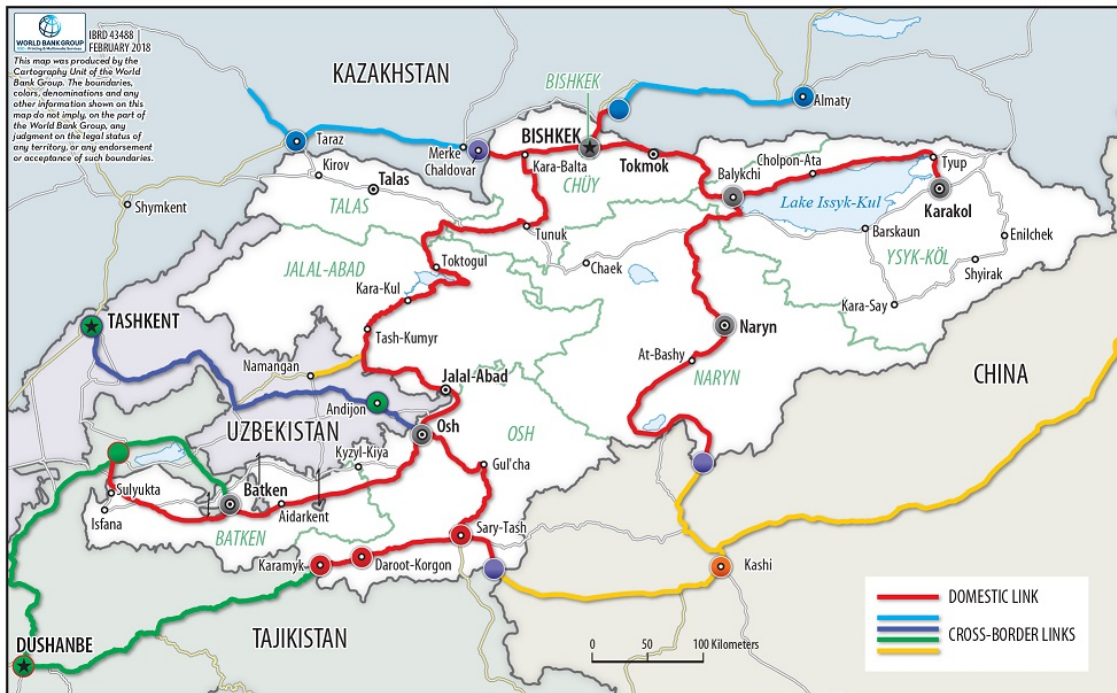 WORLD BANK GROUP
IBRD 43488
FEBRUARY 2018
This map was produced by the
Cartography Unit of the World
Bank Group. The boundaries,
colors, denominations and any
other information shown on this
map do not imply, on the part of
the World Bank Group, any
judgment on the legal status of
any territory, or any endorsement
or acceptance of such boundaries.
KAZAKHSTAN
BISHKEK
Almaty
Taraz
Merke
Chaldovar
BISHKEK
Kirov
Talas
Kara-Balta
Tokmok
Cholpon-Ata
Tyup
CHÜY
Balykchi
Karakol
Shymkent
TALAS
Lake Issyk-Kul
Tunuk
Barskaun
Enilchek
YSYK-KÖL
JALAL-ABAD
Toktogul
Chaek
Shyirak
Kara-Kul
Kara-Say
TASHKENT
Tash-Kumyr
Naryn
Namangan
At-Bashy
Jalal-Abad
NARYN
CHINA
Andijon
UZBEKISTAN
Osh
OSH
Kyzyl-Kiya
Gul'cha
Sulyukta
Batken
Isfana
Aidarkent
BATKEN
Sary-Tash
Karamyk
Daroot-Korgon
Kashi
DUSHANBE
TAJIKISTAN
0 50 100 Kilometers
DOMESTIC LINK
CROSS-BORDER LINKS